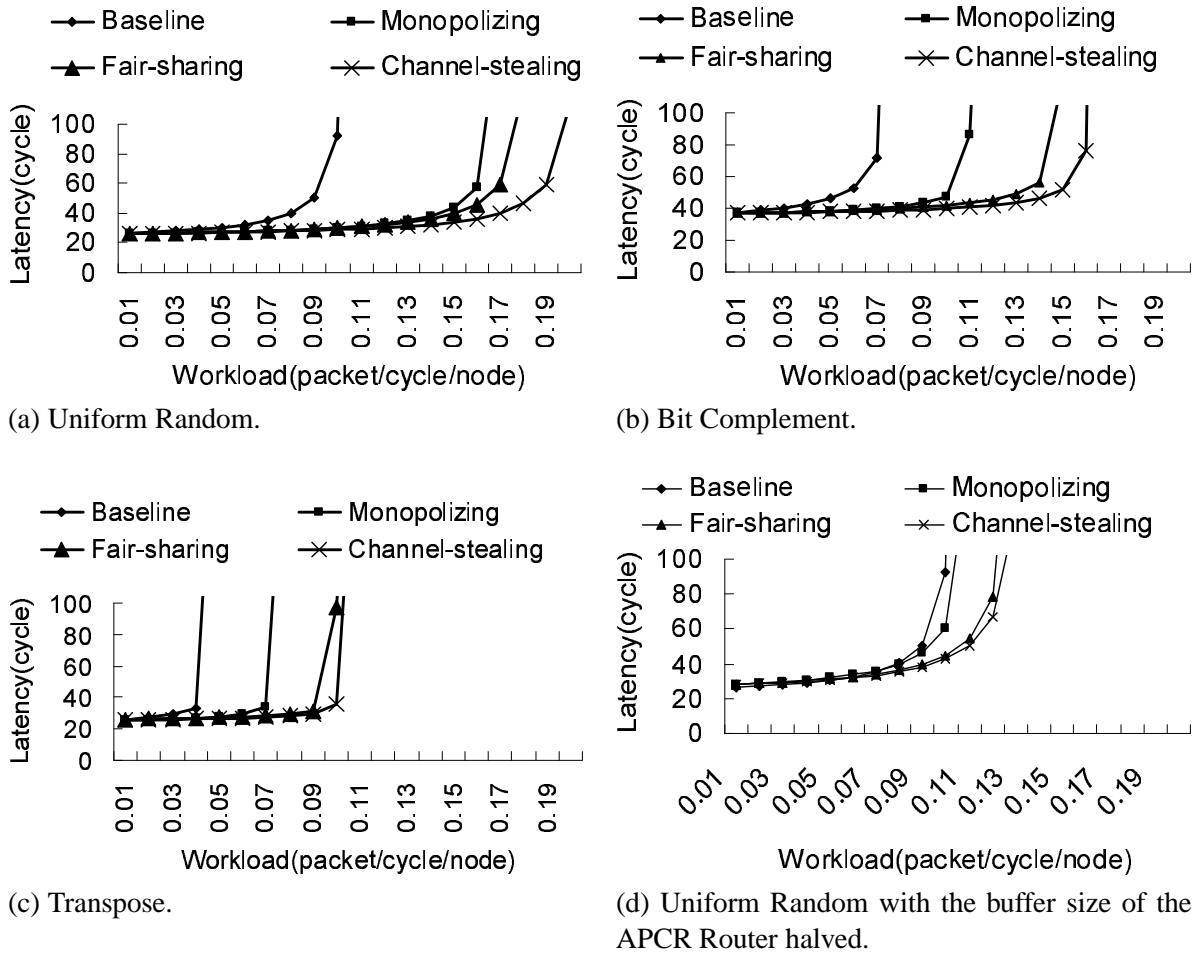 Baseline
Monopolizing
Fair-sharing
Channel-stealing
Latency(cycle)
100
80
60
40
20
0
0.01
0.03
0.05
0.07
0.09
0.11
0.13
0.15
0.17
0.19
Workload(packet/cycle/node)
(a) Uniform Random.
Baseline
Monopolizing
Fair-sharing
Channel-stealing
Latency(cycle)
100
80
60
40
20
0
0.01
0.03
0.05
0.07
0.09
0.11
0.13
0.15
0.17
0.19
Workload(packet/cycle/node)
(b) Bit Complement.
Baseline
Monopolizing
Fair-sharing
Channel-stealing
Latency(cycle)
100
80
60
40
20
0
0.01
0.03
0.05
0.07
0.09
0.11
0.13
0.15
0.17
0.19
Workload(packet/cycle/node)
(c) Transpose.
Baseline
Monopolizing
Fair-sharing
Channel-stealing
Latency(cycle)
100
80
60
40
20
0
0.01
0.03
0.05
0.07
0.09
0.11
0.13
0.15
0.17
0.19
Workload(packet/cycle/node)
(d) Uniform Random with the buffer size of the
APCR Router halved.